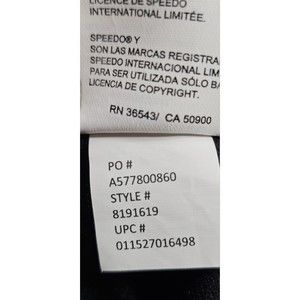 LICENCE DE SPEEDO
INTERNATIONAL LIMITÉE.
SPEEDO® Y
SON LAS MARCAS REGISTRA
SPEEDO INTERNACIONAL LIM
PARA SER UTILIZADA SÓLO BA
LICENCIA DE COPYRIGHT.
RN 36543/ CA 50900
PO #
A577800860
STYLE #
8191619
UPC #
011527016498